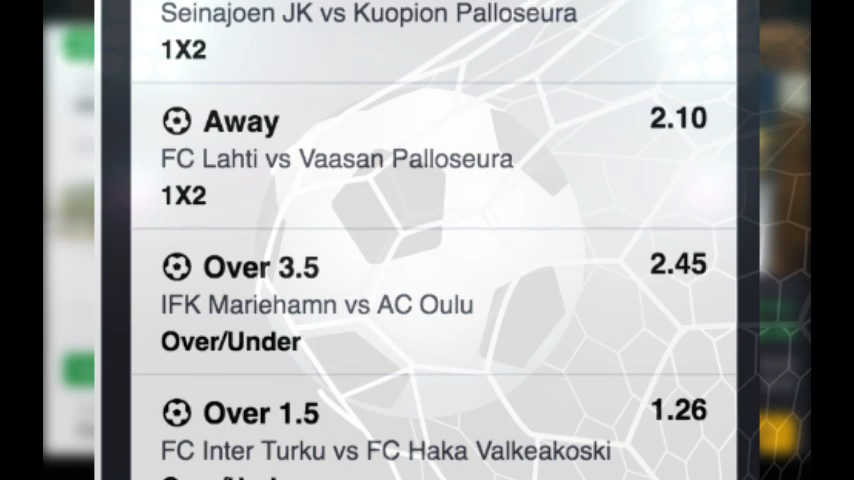 Seinajoen JK vs Kuopion Palloseura
1X2
Away 2.10
FC Lahti vs Vaasan Palloseura
1X2
Over 3.5 2.45
IFK Mariehamn vs AC Oulu
Over/Under
Over 1.5 1.26
FC Inter Turku vs FC Haka Valkeakoski